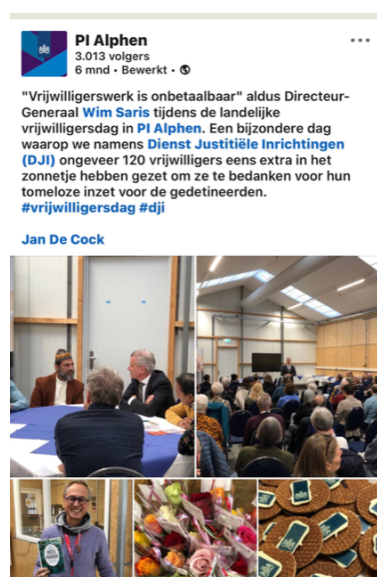 PI Alphen
3.013 volgers
6 mnd • Bewerkt •
"Vrijwilligerswerk is onbetaalbaar" aldus Directeur-
Generaal Wim Saris tijdens de landelijke
vrijwilligersdag in PI Alphen. Een bijzondere dag
waarop we namens Dienst Justitiële Inrichtingen
(DJI) ongeveer 120 vrijwilligers eens extra in het
zonnetje hebben gezet om ze te bedanken voor hun
tomeloze inzet voor de gedetineerden.
#vrijwilligersdag #dji
Jan De Cock